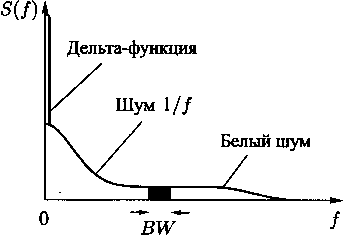 S(f)
Дельта-функция
Шум 1/f
Белый шум
0
BW
f